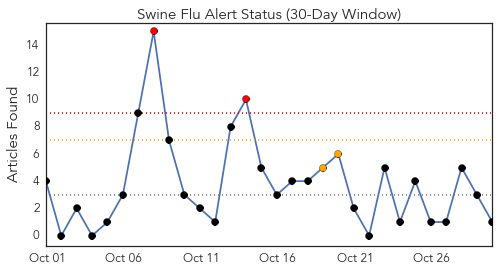 Swine Flu Alert Status (30-Day Window)
Articles Found
14
12
10
8
6
4
2
0
Oct 01
Oct 06
Oct 11
Oct 16
Oct 21
Oct 26